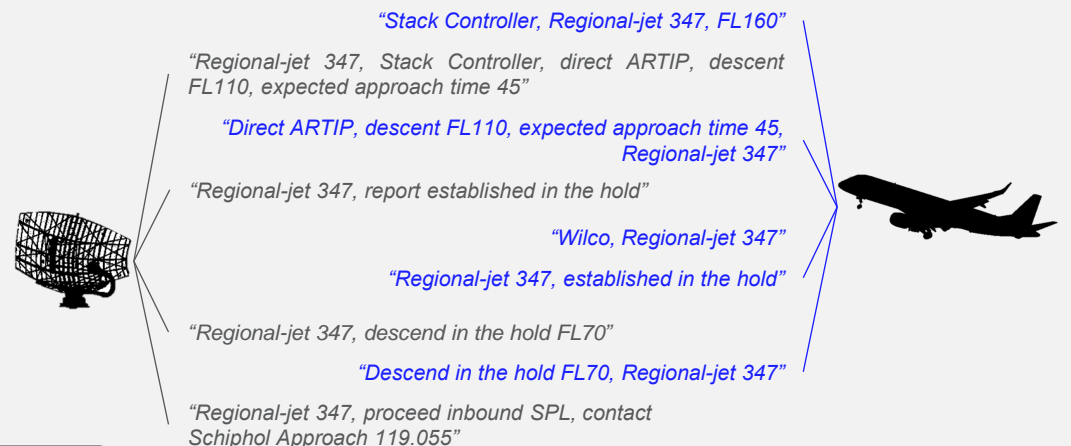 “Stack Controller, Regional-jet 347, FL160”
“Regional-jet 347, Stack Controller, direct ARTIP, descent
FL110, expected approach time 45”
“Direct ARTIP, descent FL110, expected approach time 45,
Regional-jet 347”
“Regional-jet 347, report established in the hold”
“Wilco, Regional-jet 347”
“Regional-jet 347, established in the hold”
“Regional-jet 347, descend in the hold FL70”
“Descend in the hold FL70, Regional-jet 347”
“Regional-jet 347, proceed inbound SPL, contact
Schiphol Approach 119.055”